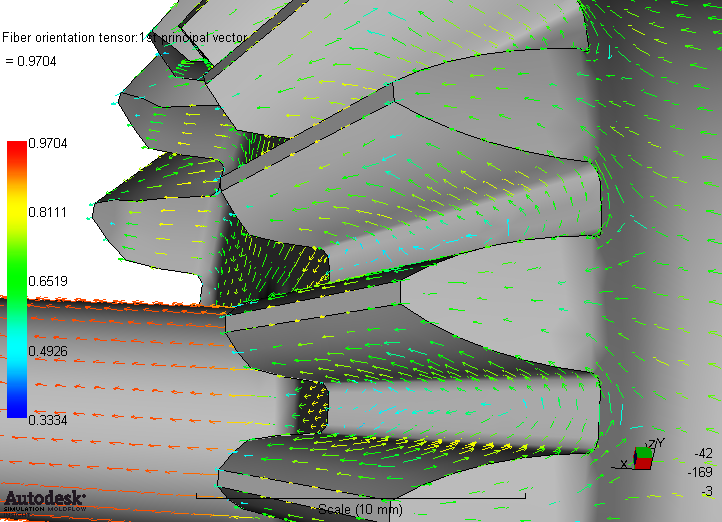 Fiber orientation tensor:1st principal vector
= 0.9704
0.9704
0.8111
0.6519
0.4926
0.3334
Z Y
X
-42
-169
-3
Autodesk
SIMULATION MOLDFLOW
Scale (10 mm)